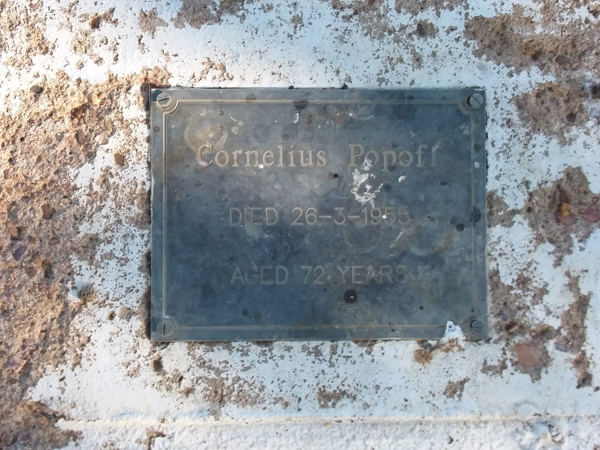 Cornelius Popoff
DIED 26-3-1955
AGED 72 YEARS